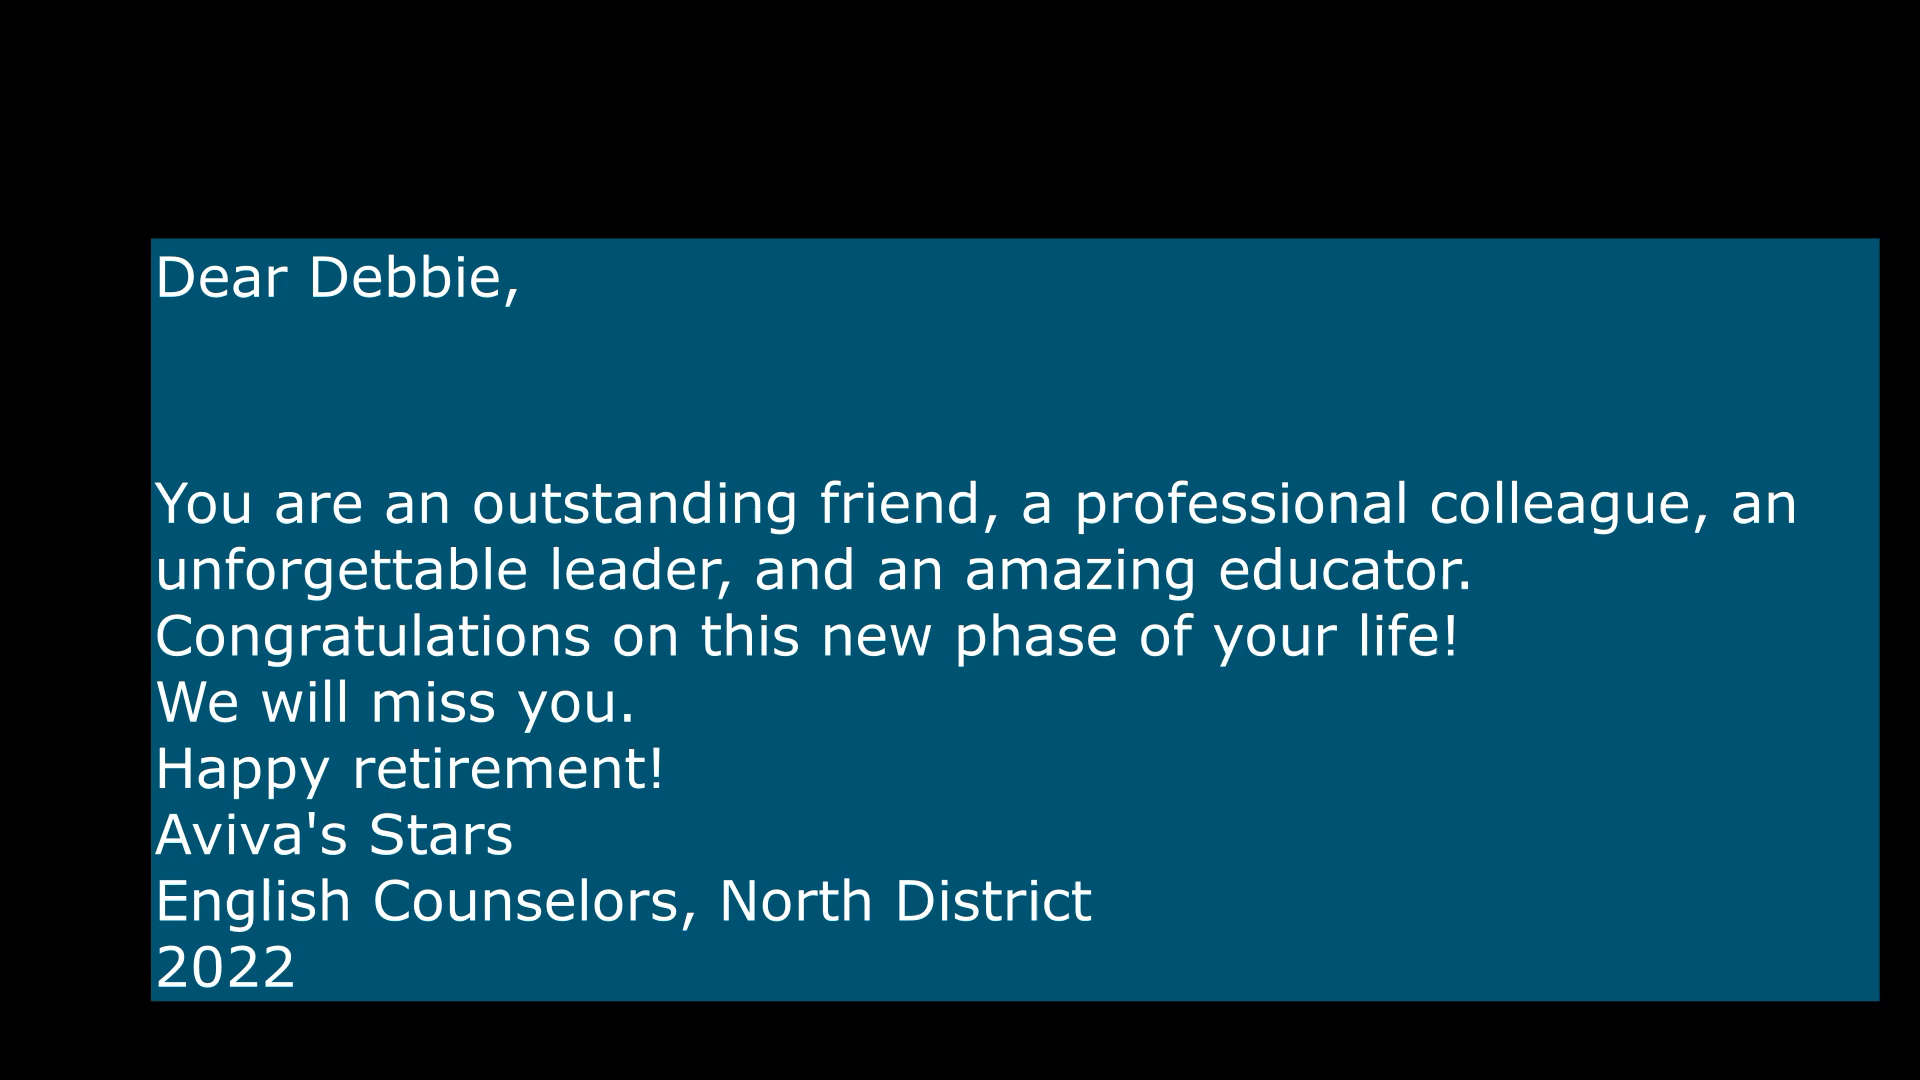 Dear Debbie,
You are an outstanding friend, a professional colleague, an
unforgettable leader, and an amazing educator.
Congratulations on this new phase of your life!
We will miss you.
Happy retirement!
Aviva's Stars
English Counselors, North District
2022